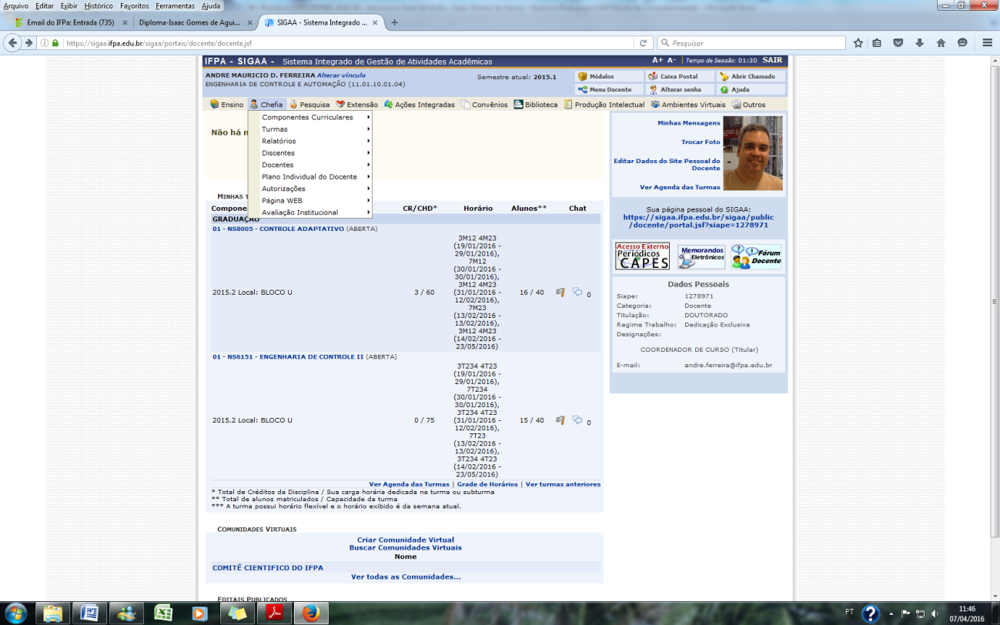 Arquivo Editar Exibir Histórico Favoritos Ferramentas Ajuda
Email do IFPa: Entrada (735) × Diploma-Isaac Gomes de Agui... × SIGAA - Sistema Integrado ... × +
https://sigaa.ifpa.edu.br/sigaa/portais/docente/docente.jsf Pesquisar
IFPA - SIGAA - Sistema Integrado de Gestão de Atividades Acadêmicas A+ A- Tempo de Sessão: 01:30 SAIR
ANDRE MAURICIO D. FERREIRA Alterar vínculo
ENGENHARIA DE CONTROLE E AUTOMAÇÃO (11.01.10.01.04)
Semestre atual: 2015.1
Módulos Caixa Postal Abrir Chamado
Menu Docente Alterar senha Ajuda
Ensino Chefia Pesquisa Extensão Ações Integradas Convênios Biblioteca Produção Intelectual Ambientes Virtuais Outros
Componentes Curriculares
Turmas
Relatórios
Discentes
Docentes
Plano Individual do Docente
Autorizações
Página WEB
Avaliação Institucional
Não há n
MINHAS T
Compone CR/CHD* Horário Alunos** Chat
GRADUAÇÃO
01 - NS8005 - CONTROLE ADAPTATIVO (ABERTA)
3M12 4M23
(19/01/2016 -
29/01/2016),
7M12
(30/01/2016 -
30/01/2016),
3M12 4M23
2015.2 Local: BLOCO U 3 / 60 (31/01/2016 - 16 / 40 0
12/02/2016),
7M23
(13/02/2016 -
13/02/2016),
3M12 4M23
(14/02/2016 -
23/05/2016)
01 - NS6151 - ENGENHARIA DE CONTROLE II (ABERTA)
3T234 4T23
(19/01/2016 -
29/01/2016),
7T234
(30/01/2016 -
30/01/2016),
3T234 4T23
2015.2 Local: BLOCO U 0 / 75 (31/01/2016 - 15 / 40 0
12/02/2016),
7T23
(13/02/2016 -
13/02/2016),
3T234 4T23
(14/02/2016 -
23/05/2016)
Ver Agenda das Turmas | Grade de Horários | Ver turmas anteriores
* Total de Créditos da Disciplina / Sua carga horária dedicada na turma ou subturma
** Total de alunos matriculados / Capacidade da turma
*** A turma possui horário flexível e o horário exibido é da semana atual.
COMUNIDADES VIRTUAIS
Criar Comunidade Virtual
Buscar Comunidades Virtuais
Nome
COMITÊ CIENTIFICO DO IFPA
Ver todas as Comunidades...
EDITAIS PUBLICADOS
Minhas Mensagens
Trocar Foto
Editar Dados do Site Pessoal do
Docente
Ver Agenda das Turmas
Sua página pessoal do SIGAA:
https://sigaa.ifpa.edu.br/sigaa/public
/docente/portal.jsf?siape=1278971
Acesso Externo
Periódicos
CAPES
Memorandos
Eletrônicos
Fórum
Docente
Dados Pessoais
Siape: 1278971
Categoria: Docente
Titulação: DOUTORADO
Regime Trabalho: Dedicação Exclusiva
Designações:
COORDENADOR DE CURSO (Titular)
E-mail: andre.ferreira@ifpa.edu.br
PT
11:46
07/04/2016